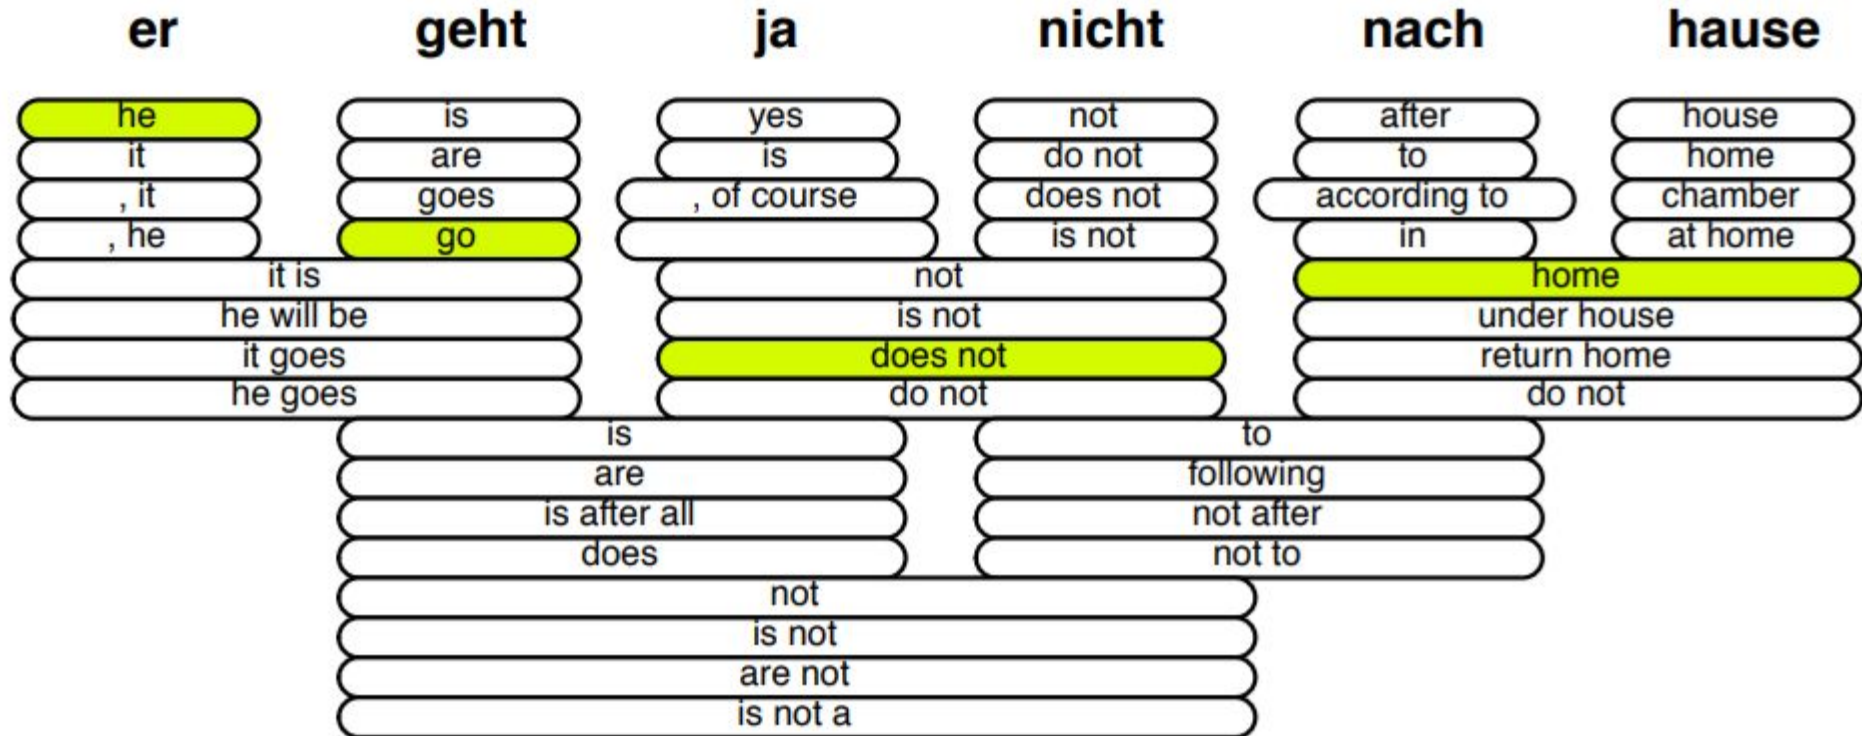 er geht ja nicht nach hause
he is yes not after house
it are is do not to home
, it goes , of course does not according to chamber
, he go is not in at home
it is not home
he will be is not under house
it goes does not return home
he goes do not do not
is to
are following
is after all not after
does not to
not
is not
are not
is not a